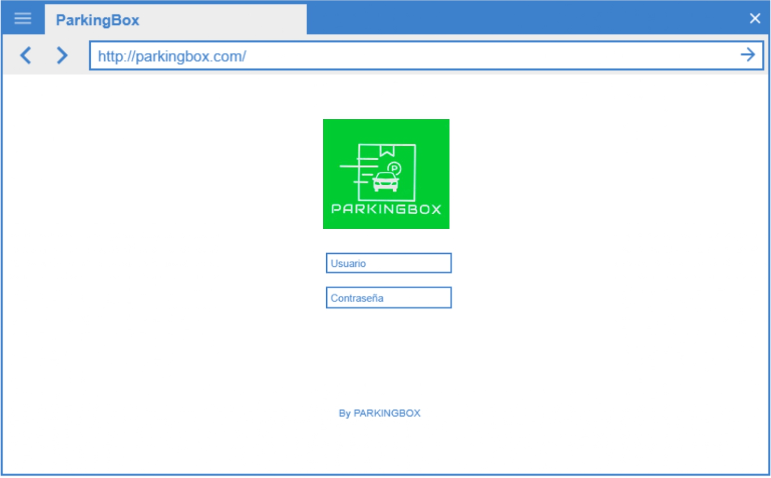 ParkingBox
http://parkingbox.com/
P
PARKINGBOX
Usuario
Contraseña
By PARKINGBOX